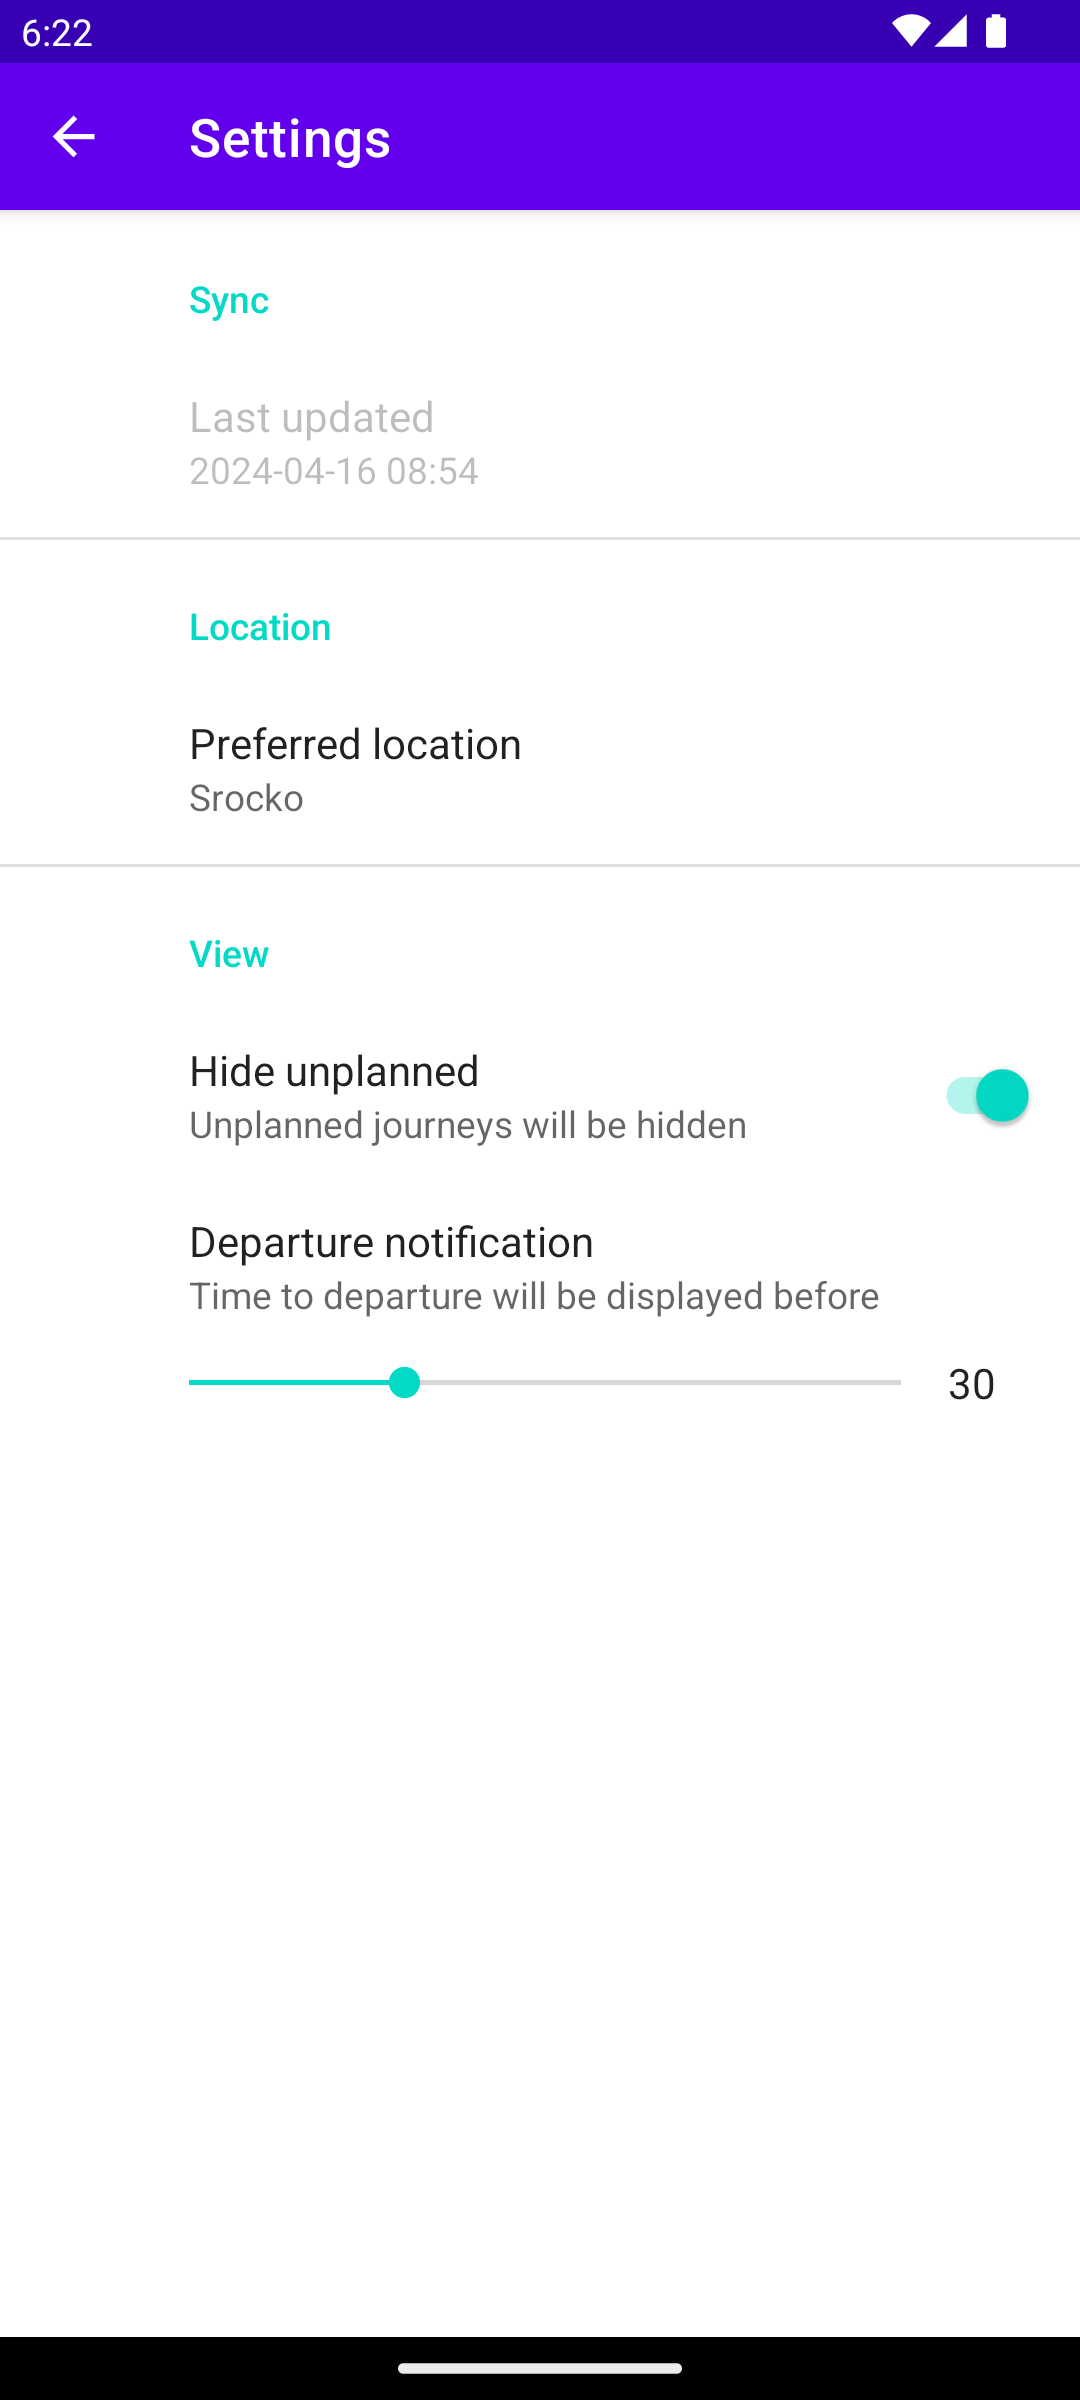 6:22
Settings
Sync
Last updated
2024-04-16 08:54
Location
Preferred location
Srocko
View
Hide unplanned
Unplanned journeys will be hidden
Departure notification
Time to departure will be displayed before
30